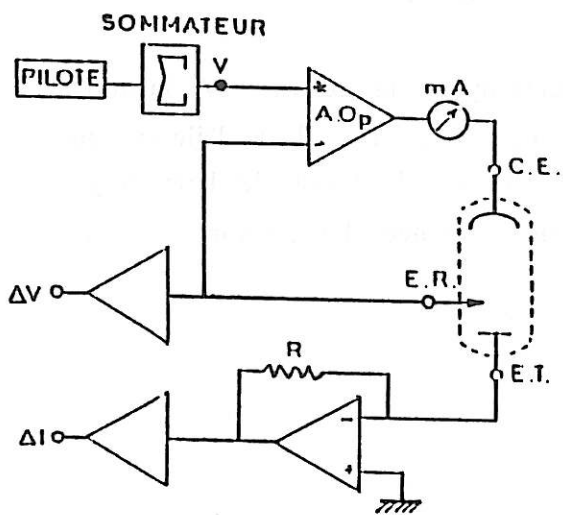 SOMMATEUR
PILOTE
Σ
V
+
A.Op
-
mA
C.E.
ΔV
E.R.
R
E.T.
ΔI
-
+